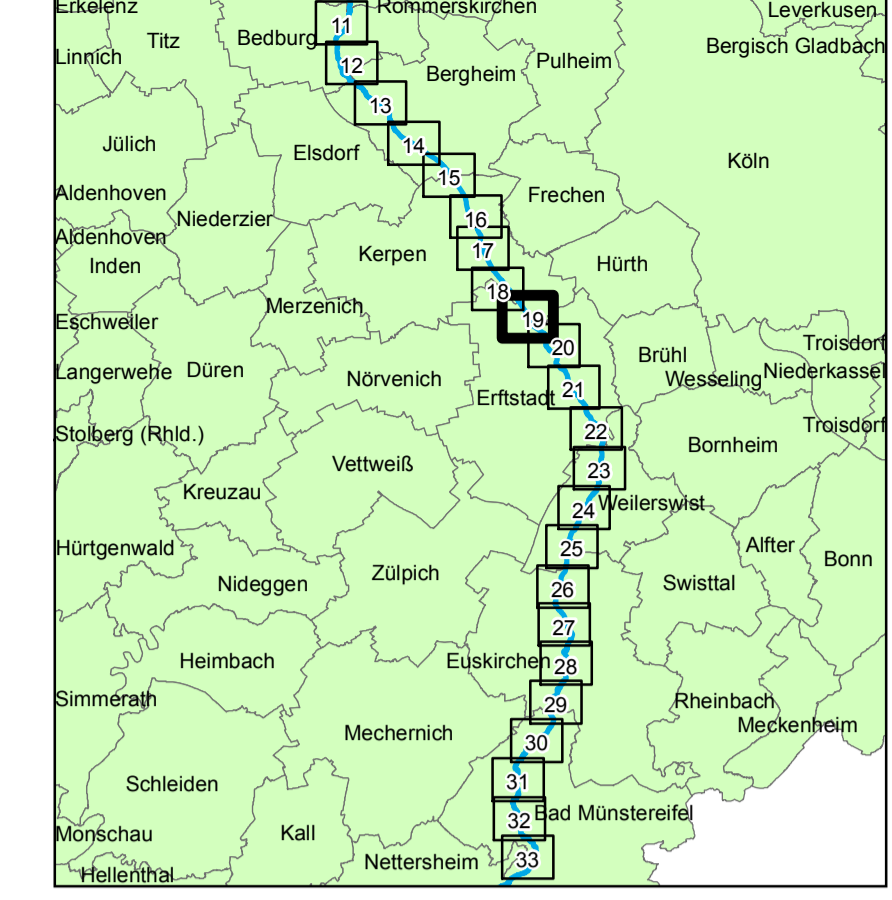 Erkelenz
Rommerskirchen
Leverkusen
11
Titz
Bedburg
Bergisch Gladbach
Linnich
12
Bergheim
Pulheim
13
Jülich
14
Elsdorf
Köln
15
Aldenhoven
Frechen
Niederzier
16
Aldenhoven
17
Kerpen
Hürth
Inden
18
Merzenich
Eschweiler
19
Troisdorf
20
Brühl
Langerwehe
Düren
Nörvenich
Wesseling
Niederkassel
21
Erftstadt
Troisdorf
22
Stolberg (Rhld.)
Bornheim
Vettweiß
23
Kreuzau
24
Weilerswist
Hürtgenwald
25
Alfter
Bonn
Zülpich
Nideggen
26
Swisttal
27
Heimbach
Euskirchen
28
Simmerath
29
Rheinbach
Meckenheim
Mechernich
30
Schleiden
31
32
Bad Münstereifel
Monschau
Kall
Nettersheim
33
Hellenthal